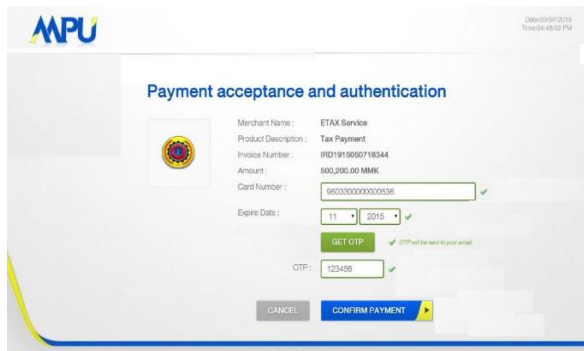 MPU
Date:03/07/2015
Time:04:48:52 PM
Payment acceptance and authentication
Merchant Name : ETAX Service
Product Description : Tax Payment
Invoice Number : IRD1915050718344
Amount : 500,200.00 MMK
Card Number : 9503300000000536
Expire Date : 11 2015
GET OTP OTP will be sent to your email.
OTP : 123456
CANCEL CONFIRM PAYMENT